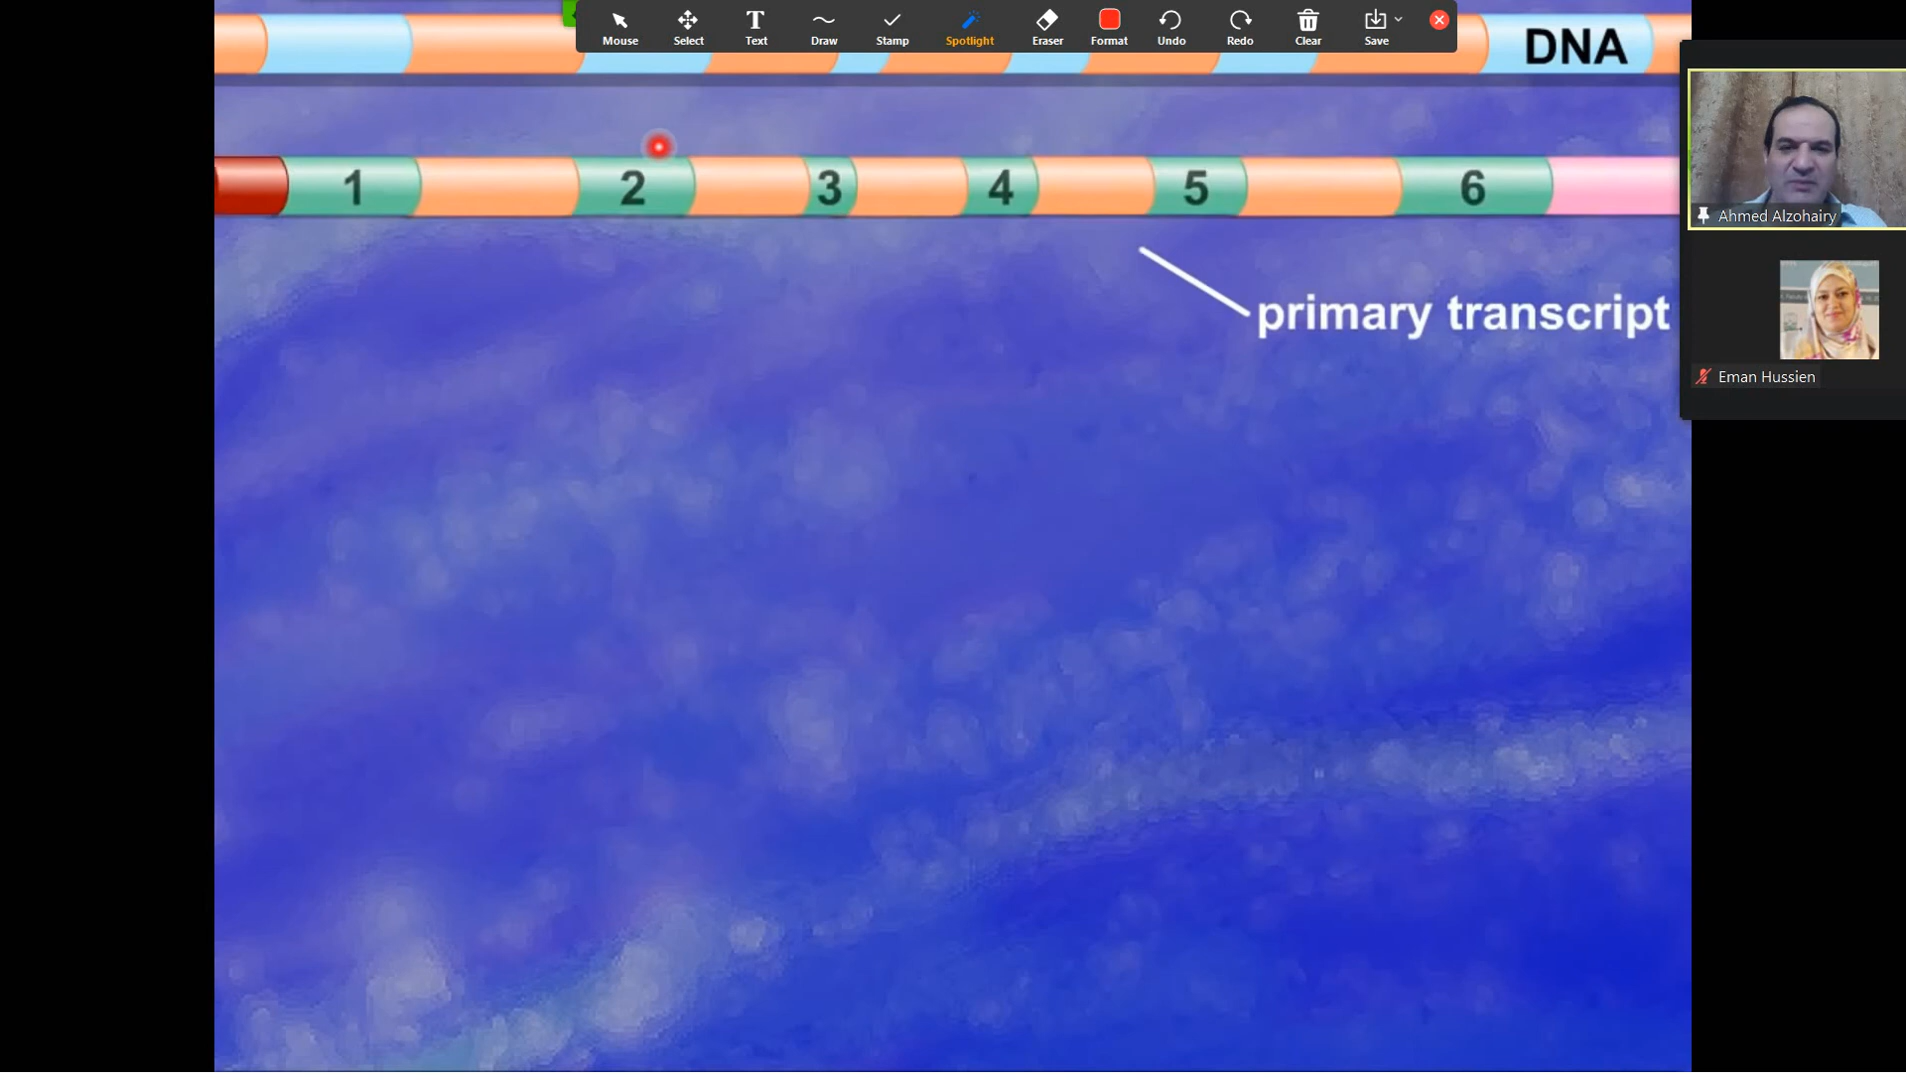 Mouse
Select
Text
Draw
Stamp
Spotlight
Eraser
Format
Undo
Redo
Clear
Save
DNA
1 2 3 4 5 6
primary transcript
Ahmed Alzohairy
Eman Hussien